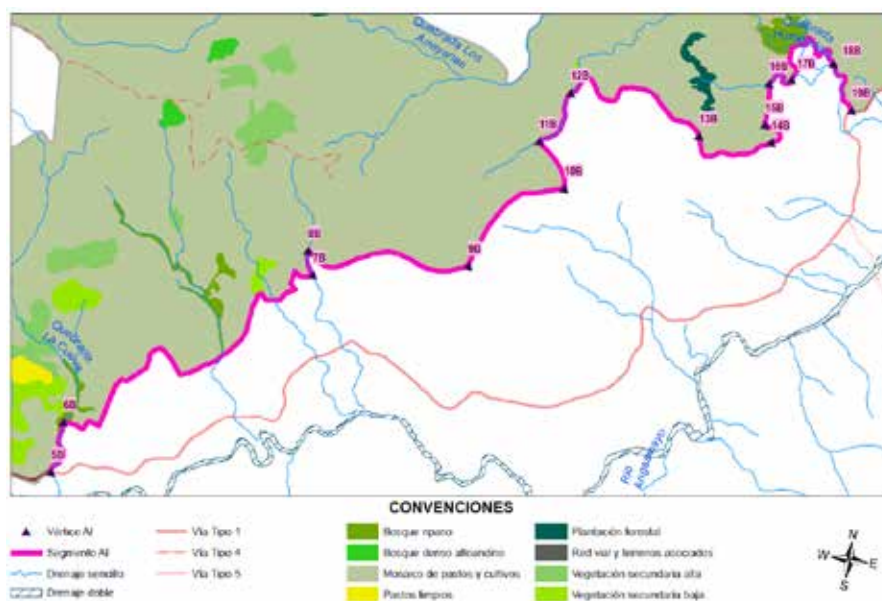 Quebrada Los Arrayanes
Quebrada
18B
16B
17B
12B
19B
15B
13B
14B
11B
10B
8B
7B
9B
Quebrada
La Cueva
6B
5B
Río
Angasmayo
CONVENCIONES
Vértice AI
Segmento AI
Drenaje sencillo
Drenaje doble
Vía Tipo 1
Vía Tipo 4
Vía Tipo 5
Bosque ripario
Bosque denso altoandino
Mosaico de pastos y cultivos
Pastos limpios
Plantación forestal
Red vial y terrenos asociados
Vegetación secundaria alta
Vegetación secundaria baja
N
W
E
S